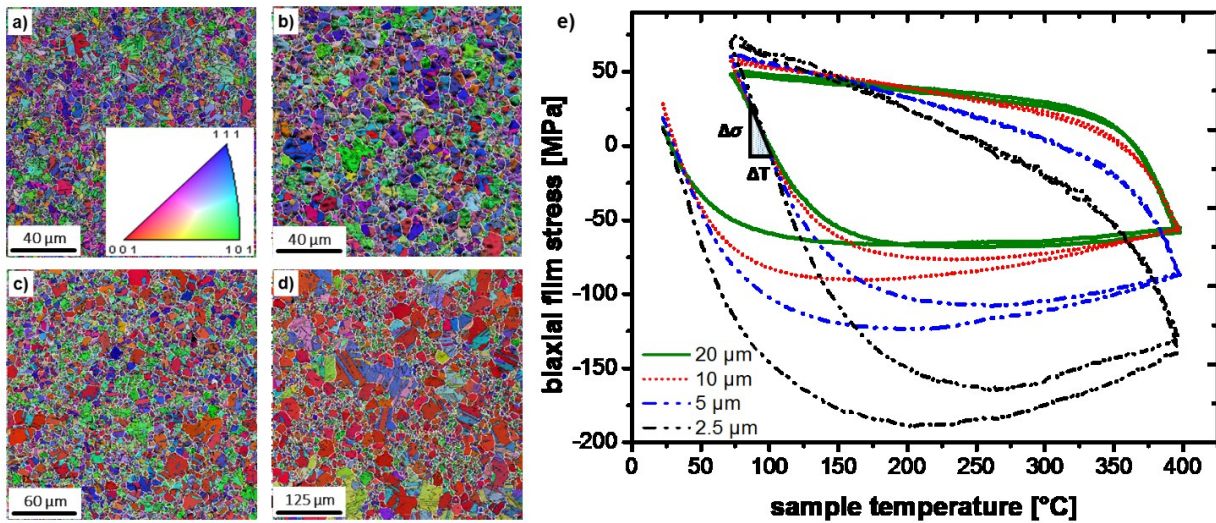 a)
1 1 1
0 0 1
1 0 1
40 µm
b)
40 µm
c)
60 µm
d)
125 µm
e)
biaxial film stress [MPa]
50
0
-50
-100
-150
-200
Δσ
ΔT
20 µm
10 µm
5 µm
2.5 µm
0
50
100
150
200
250
300
350
400
sample temperature [°C]